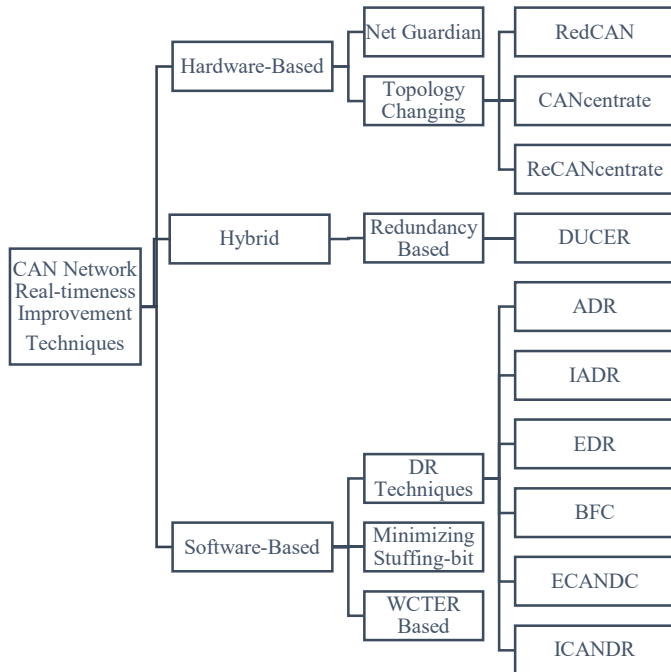 CAN Network
Real-timeness
Improvement
Techniques
Hardware-Based
Net Guardian
Topology
Changing
RedCAN
CANcentrate
ReCANcentrate
Hybrid
Redundancy
Based
DUCER
Software-Based
DR
Techniques
ADR
IADR
EDR
BFC
ECANDC
ICANDR
Minimizing
Stuffing-bit
WCTER
Based